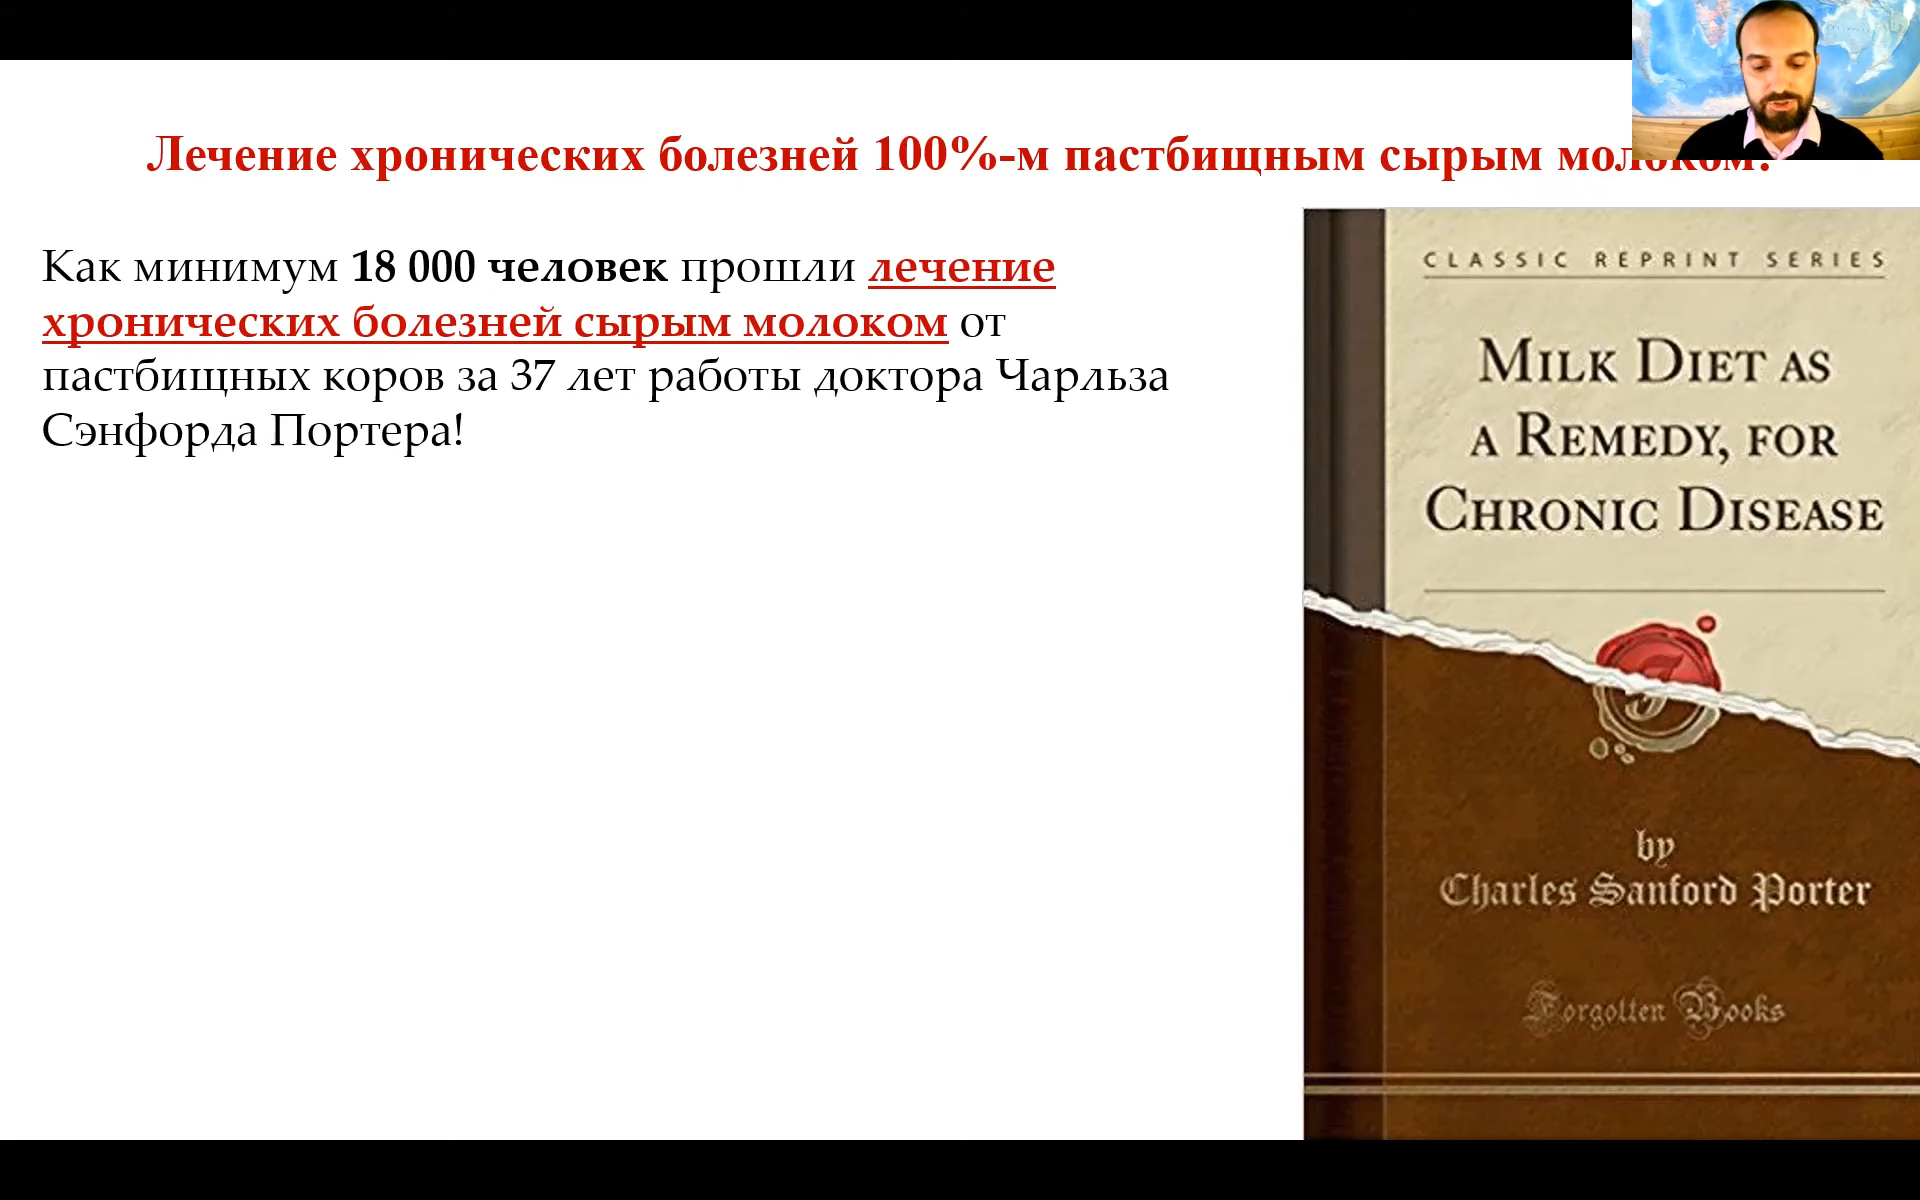 Лечение хронических болезней 100%-м пастбищным сырым
Как минимум 18 000 человек прошли лечение
хронических болезней сырым молоком от
пастбищных коров за 37 лет работы доктора Чарльза
Сэнфорда Портера!
CLASSIC REPRINT SERIES
MILK DIET AS
A REMEDY, FOR
CHRONIC DISEASE
by
Charles Sanford Porter
Forgotten Books